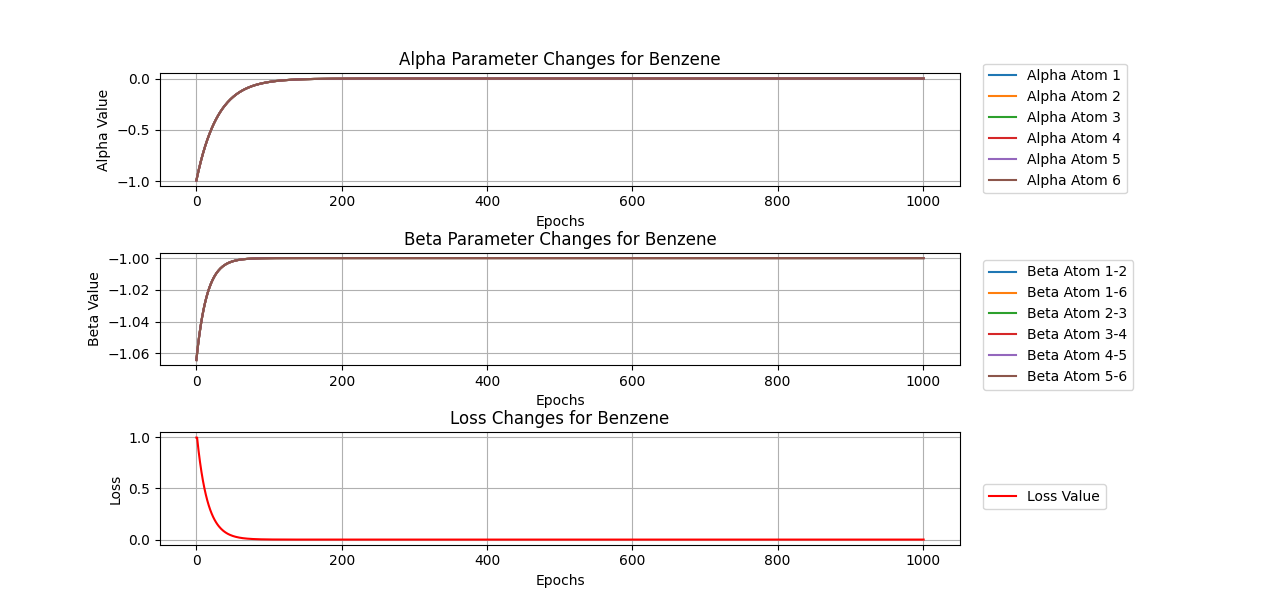 Alpha Parameter Changes for Benzene
Alpha Value
0.0
−0.5
−1.0
0 200 400 600 800 1000
Epochs
Alpha Atom 1
Alpha Atom 2
Alpha Atom 3
Alpha Atom 4
Alpha Atom 5
Alpha Atom 6
Beta Parameter Changes for Benzene
Beta Value
−1.00
−1.02
−1.04
−1.06
0 200 400 600 800 1000
Epochs
Beta Atom 1-2
Beta Atom 1-6
Beta Atom 2-3
Beta Atom 3-4
Beta Atom 4-5
Beta Atom 5-6
Loss Changes for Benzene
Loss
1.0
0.5
0.0
0 200 400 600 800 1000
Epochs
Loss Value